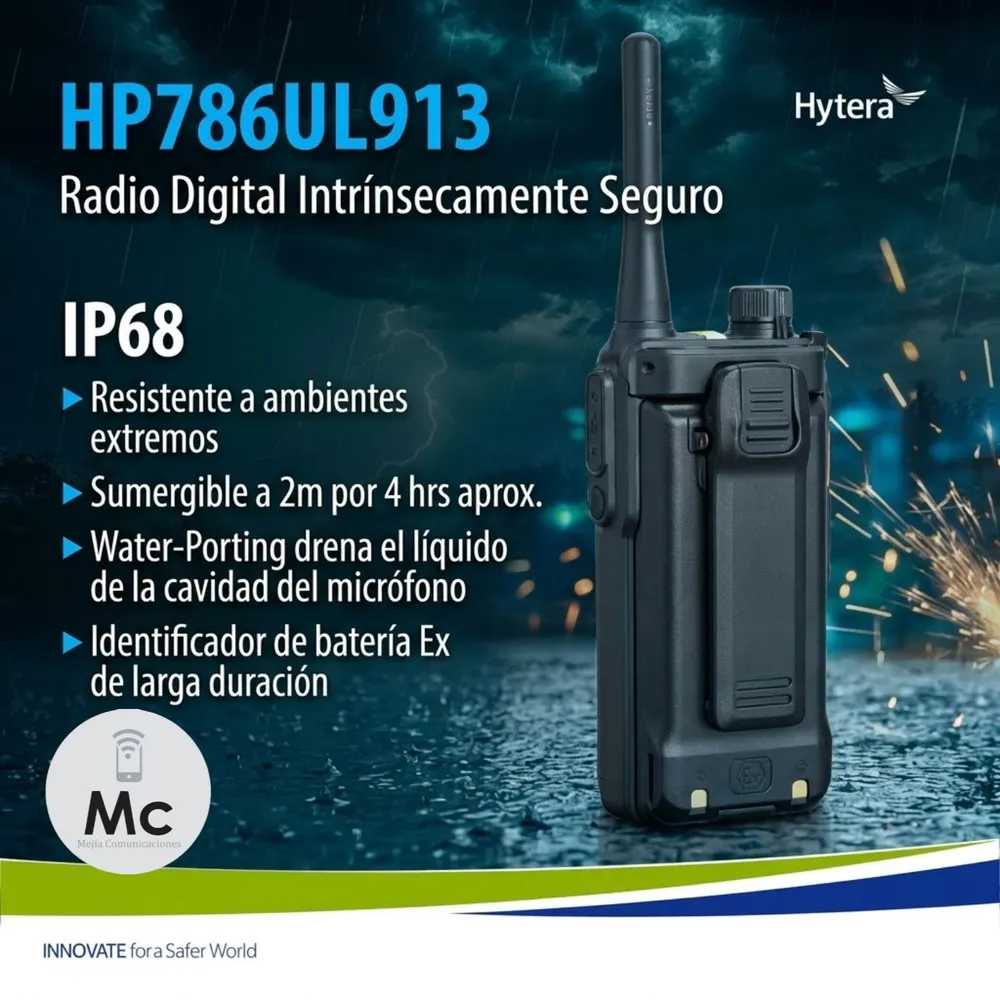 HP786UL913
Hytera
Radio Digital Intrínsecamente Seguro
IP68
Resistente a ambientes
extremos
Sumergible a 2m por 4 hrs aprox.
Water-Porting drena el líquido
de la cavidad del micrófono
Identificador de batería Ex
de larga duración
Mc
Mejía Comunicaciones
INNOVATE for a Safer World